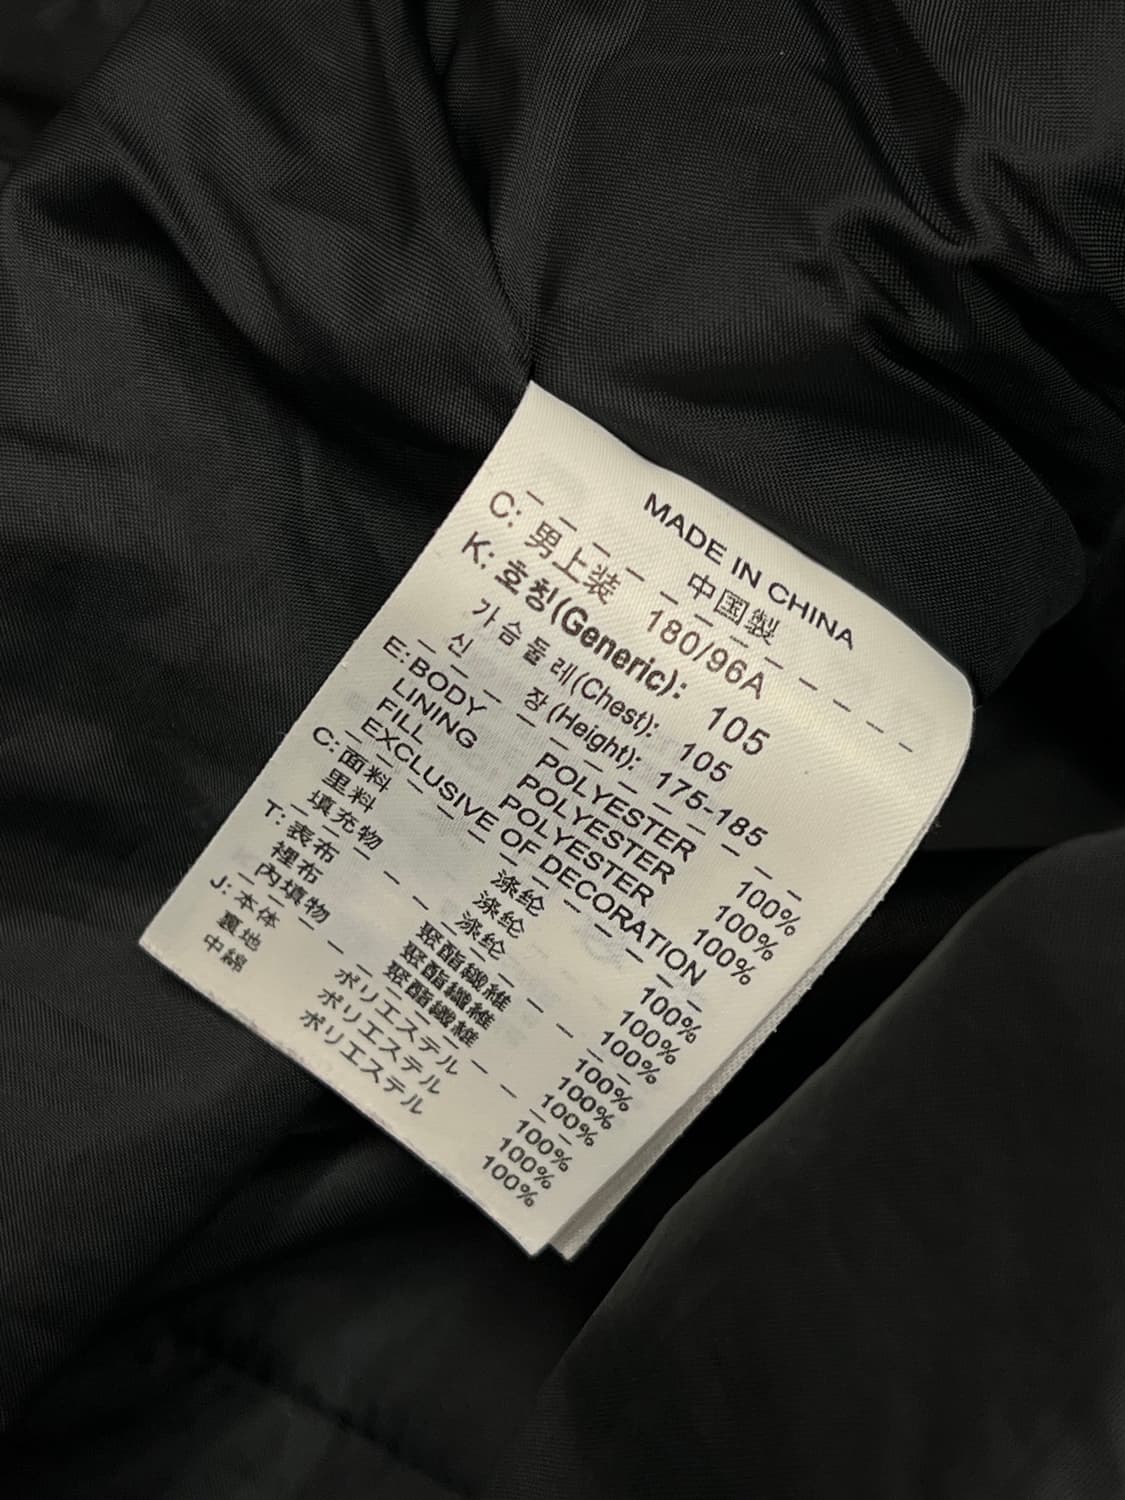 MADE IN CHINA
中国製
C: 男上装 180/96A
K: 호칭(Generic): 105
가슴둘레(Chest): 105
신 장(Height): 175-185
E: BODY POLYESTER 100%
LINING POLYESTER 100%
FILL POLYESTER 100%
EXCLUSIVE OF DECORATION
C: 面料 涤纶 100%
里料 涤纶 100%
填充物 涤纶 100%
T: 表布 聚酯纖維 100%
裡布 聚酯纖維 100%
內填物 聚酯纖維 100%
J: 本体 ポリエステル 100%
裏地 ポリエステル 100%
中綿 ポリエステル 100%